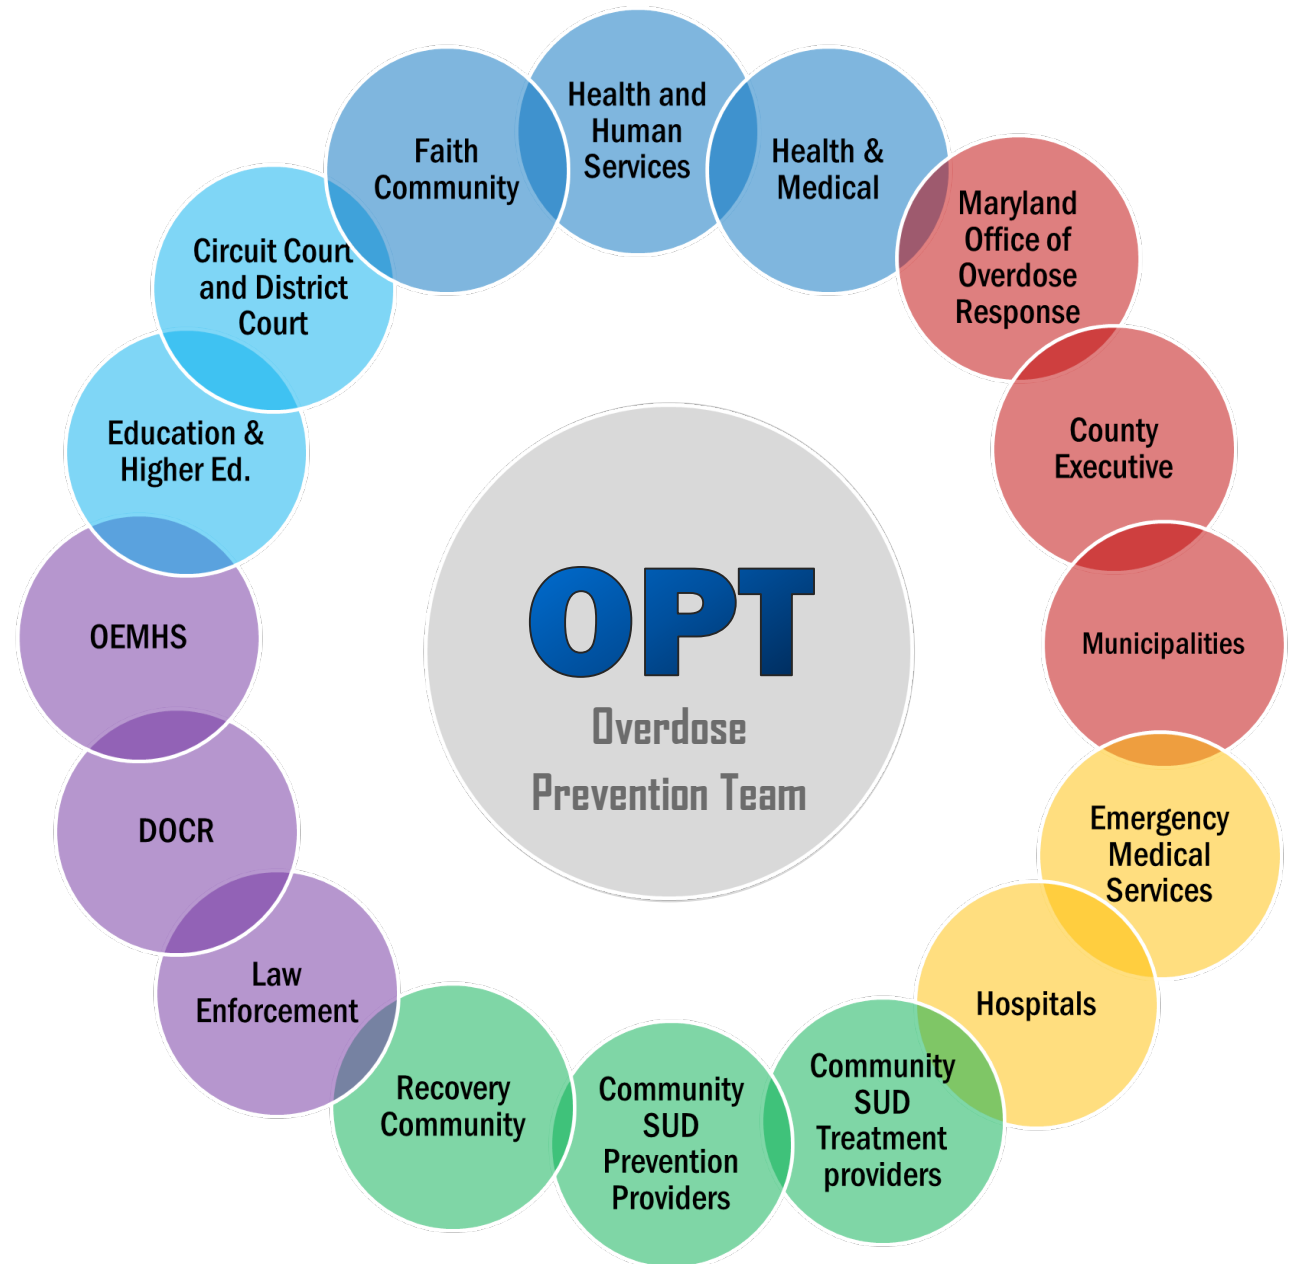 Health and
Human
Services
Health &
Medical
Maryland
Office of
Overdose
Response
County
Executive
Municipalities
Emergency
Medical
Services
Hospitals
Community
SUD
Treatment
providers
Community
SUD
Prevention
Providers
Recovery
Community
Law
Enforcement
DOCR
OEMHS
Education &
Higher Ed.
Circuit Court
and District
Court
Faith
Community
OPT
Overdose
Prevention Team